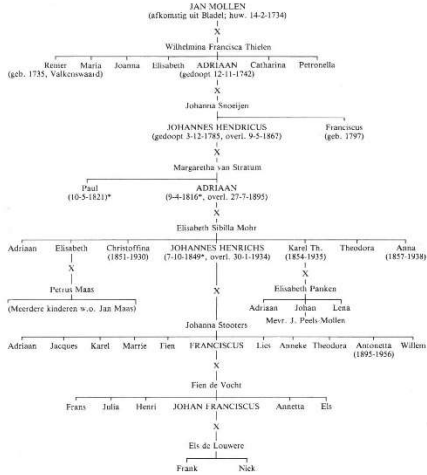 JAN MOLLEN
(afkomstig uit Bladel; huw. 14-2-1734)
X
Wilhelmina Francisca Thielen
Remer Maria Joanna Elisabeth ADRIAAN Catharina Petronella
(geb. 1735, Valkenswaard) (gedoopt 12-11-1742)
X
Johanna Snoeijen
JOHANNES HENDRICUS Franciscus
(gedoopt 3-12-1785, overl. 9-5-1867) (geb. 1797)
X
Margaretha van Stratum
Paul ADRIAAN
(10-5-1821)* (9-4-1816*, overl. 27-7-1895)
X
Elisabeth Sibilla Mohr
Adriaan Elisabeth Christoffina JOHANNES HENRICHS Karel Th. Theodora Anna
(1851-1930) (7-10-1849*, overl. 30-1-1934) (1854-1935) (1857-1938)
X X X
Petrus Maas Elisabeth Panken
(Meerdere kinderen w.o. Jan Maas) Adriaan Johan Lena
Mevr. J. Peels-Mollen
Johanna Stooters
Adriaan Jacques Karel Marrie Fien FRANCISCUS Lies Anneke Theodora Antonetta Willem
(1895-1956)
X
Fien de Vocht
Frans Julia Henri JOHAN FRANCISCUS Annetta Els
X
Els de Louwere
Frank Nick